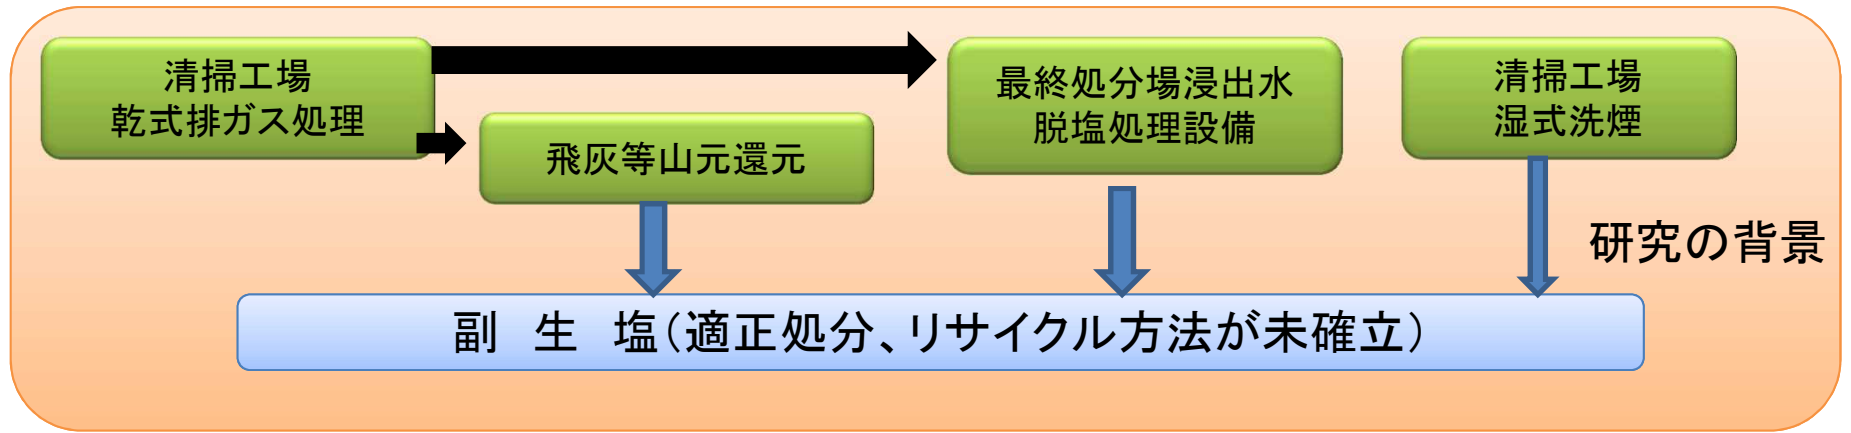 清掃工場
乾式排ガス処理
飛灰等山元還元
最終処分場浸出水
脱塩処理設備
清掃工場
湿式洗煙
研究の背景
副　生　塩（適正処分、リサイクル方法が未確立）